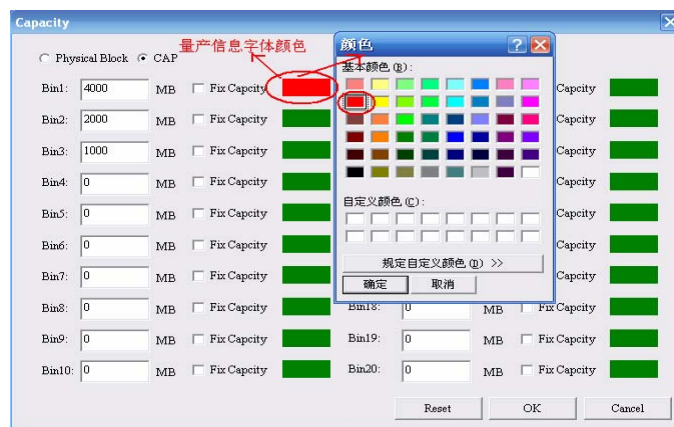 Capacity
Physical Block CAP
量产信息字体颜色
颜色
基本颜色(B):
Bin1: 4000 MB Fix Capcity Capcity
Bin2: 2000 MB Fix Capcity Capcity
Bin3: 1000 MB Fix Capcity Capcity
Bin4: 0 MB Fix Capcity Capcity
自定义颜色(C):
Bin5: 0 MB Fix Capcity Capcity
Bin6: 0 MB Fix Capcity Capcity
规定自定义颜色(D) >>
Bin7: 0 MB Fix Capcity Capcity
确定 取消
Bin8: 0 MB Fix Capcity Bin18: 0 MB Fix Capcity
Bin9: 0 MB Fix Capcity Bin19: 0 MB Fix Capcity
Bin10: 0 MB Fix Capcity Bin20: 0 MB Fix Capcity
Reset OK Cancel